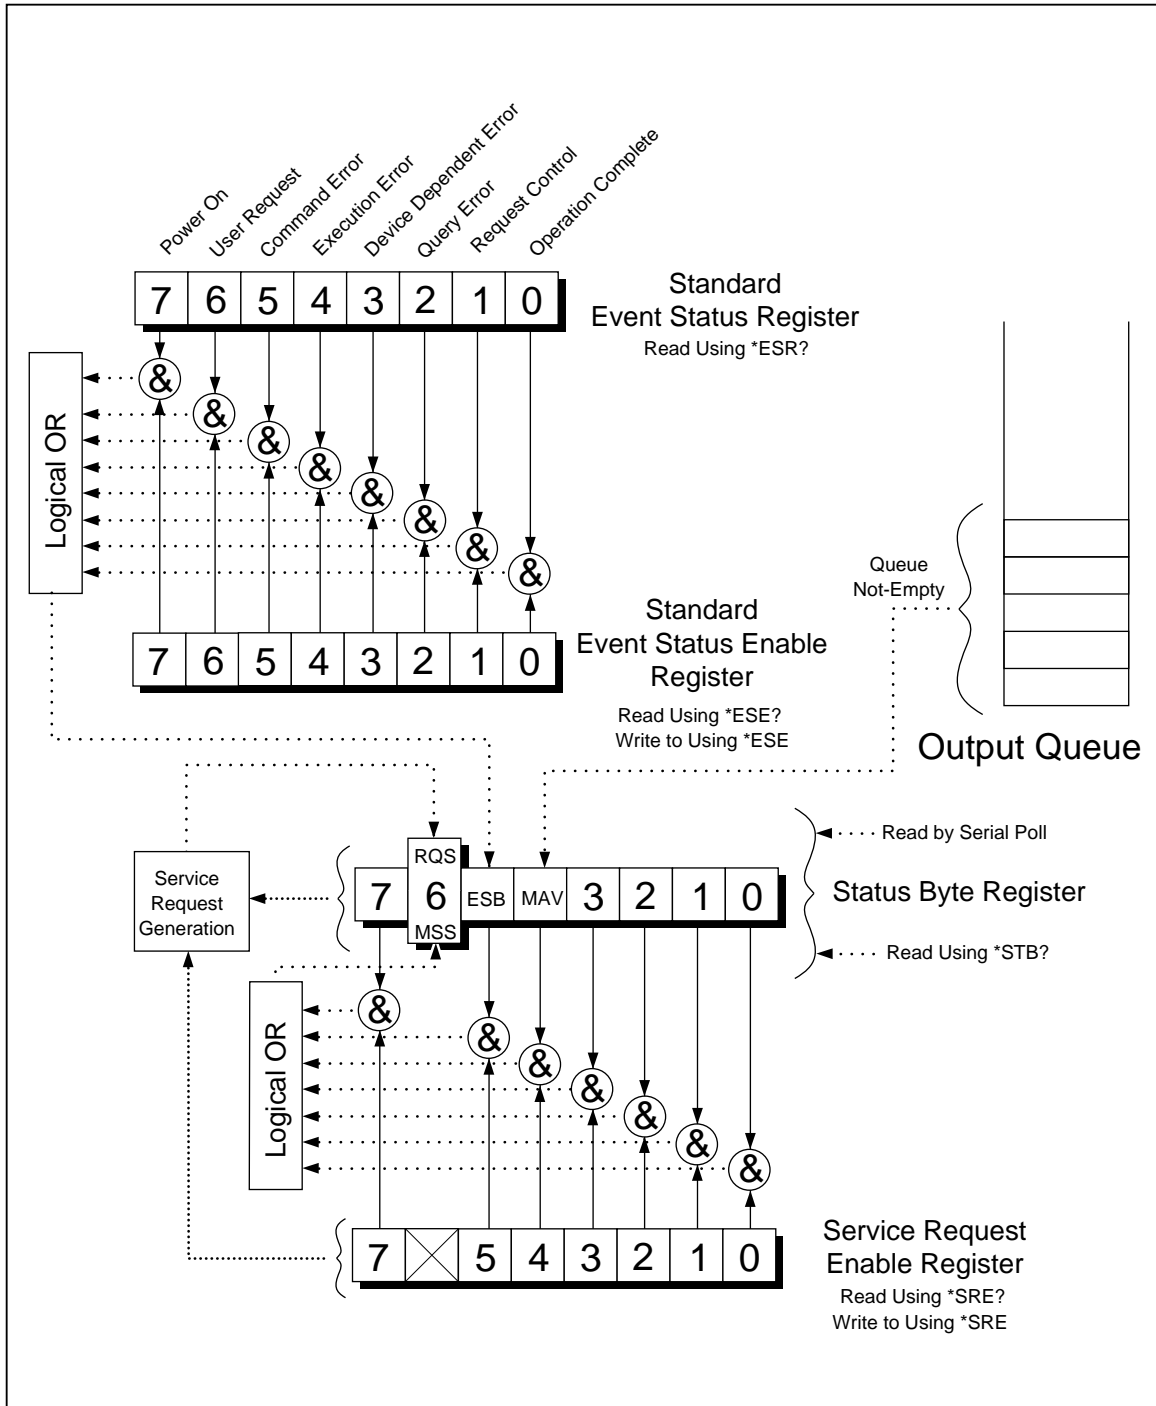 Power On
User Request
Command Error
Execution Error
Device Dependent Error
Query Error
Request Control
Operation Complete
7 6 5 4 3 2 1 0
Standard
Event Status Register
Read Using *ESR?
Logical OR
& & & & & & & &
Queue
Not-Empty
Standard
Event Status Enable
Register
7 6 5 4 3 2 1 0
Read Using *ESE?
Write to Using *ESE
Output Queue
Read by Serial Poll
Service
Request
Generation
RQS
7 6 ESB MAV 3 2 1 0
MSS
Status Byte Register
Read Using *STB?
Logical OR
& & & & & & &
7 5 4 3 2 1 0
Service Request
Enable Register
Read Using *SRE?
Write to Using *SRE